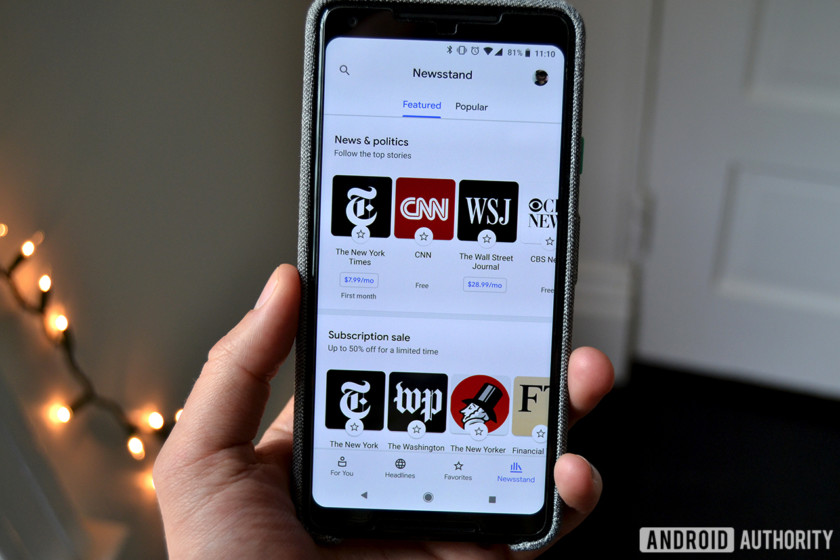 81% 11:10
Newsstand
Featured Popular
News & politics
Follow the top stories
CNN WSJ
The New York
Times
CNN
The Wall Street
Journal
CBS Ne
$7.99/mo
Free
$28.99/mo
Free
First month
Subscription sale
Up to 50% off for a limited time
wp FT
The New York The Washington The New Yorker Financial
For You Headlines Favorites Newsstand
ANDROID AUTHORITY